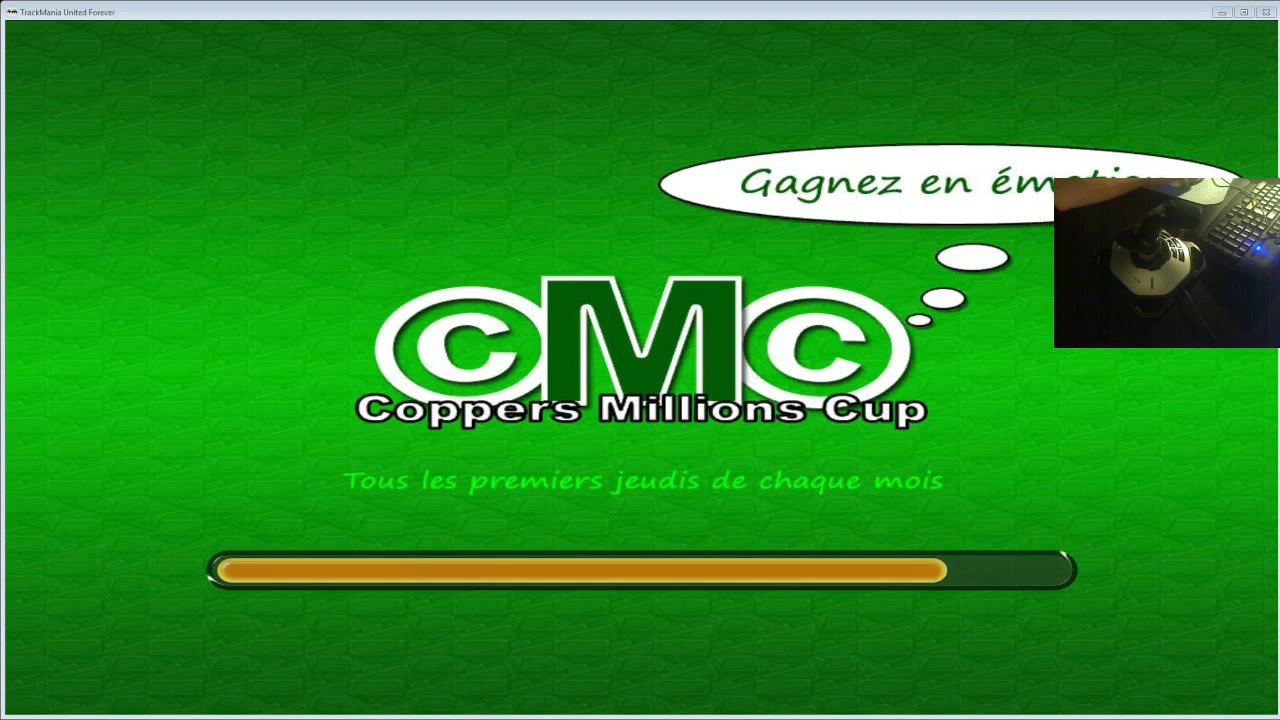 TrackMania United Forever
Gagnez en
CMC
Coppers Millions Cup
Tous les premiers jeudis de chaque mois